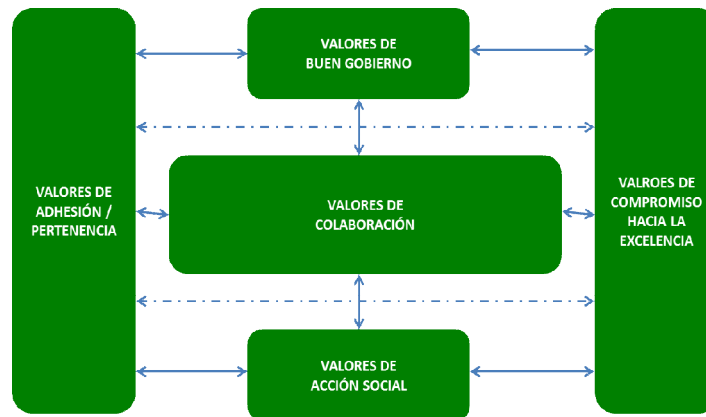 VALORES DE
BUEN GOBIERNO
VALORES DE
ADHESIÓN /
PERTENENCIA
VALORES DE
COLABORACIÓN
VALROES DE
COMPROMISO
HACIA LA
EXCELENCIA
VALORES DE
ACCIÓN SOCIAL